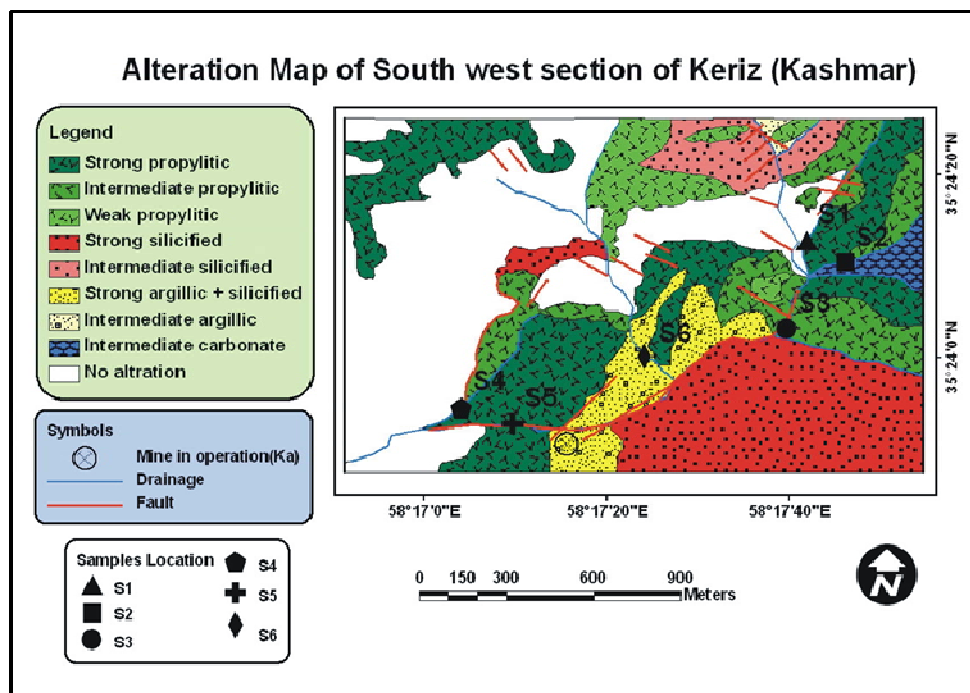 Alteration Map of South west section of Keriz (Kashmar)
Legend
Strong propylitic
Intermediate propylitic
Weak propylitic
Strong silicified
Intermediate silicified
Strong argillic + silicified
Intermediate argillic
Intermediate carbonate
No altration
Symbols
Mine in operation(Ka)
Drainage
Fault
Samples Location
S1
S2
S3
S4
S5
S6
S1
S2
S3
S6
S4
S5
35°24'20"N
35°24'0"N
58°17'0"E
58°17'20"E
58°17'40"E
0 150 300 600 900
Meters
N